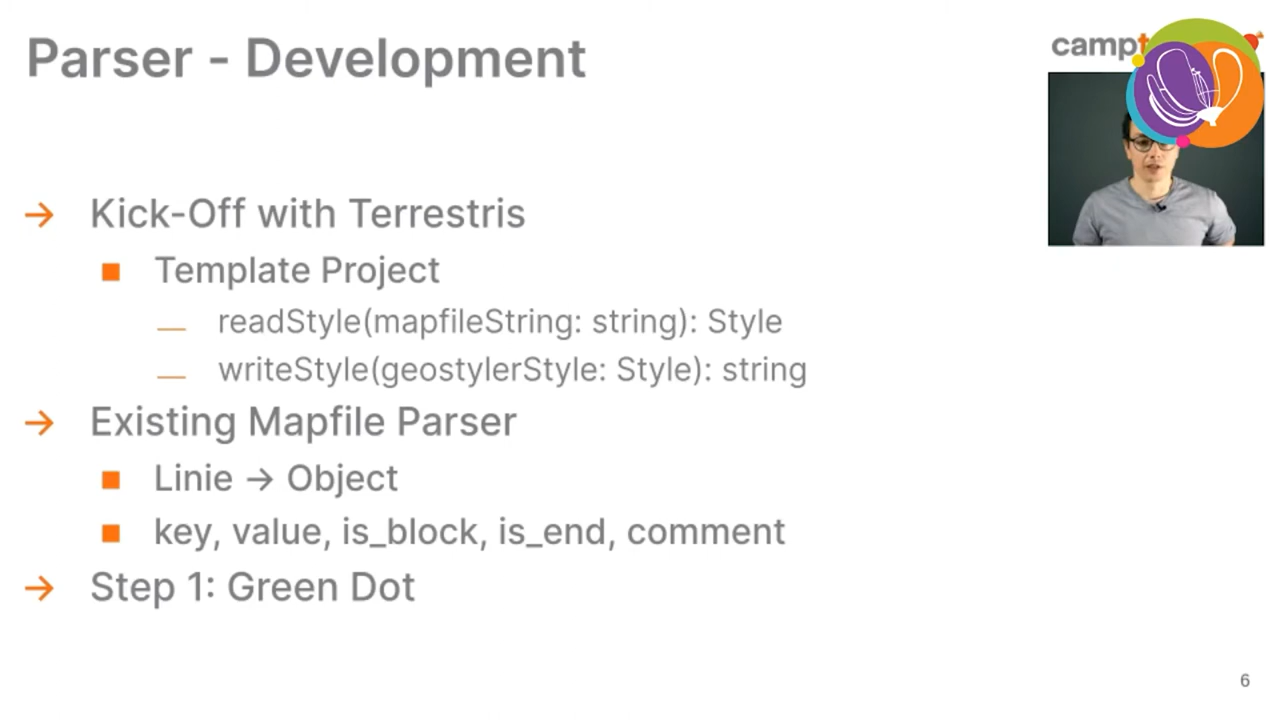 Parser - Development
camp
→ Kick-Off with Terrestris
■ Template Project
— readStyle(mapfileString: string): Style
— writeStyle(geostylerStyle: Style): string
→ Existing Mapfile Parser
■ Linie → Object
■ key, value, is_block, is_end, comment
→ Step 1: Green Dot
6